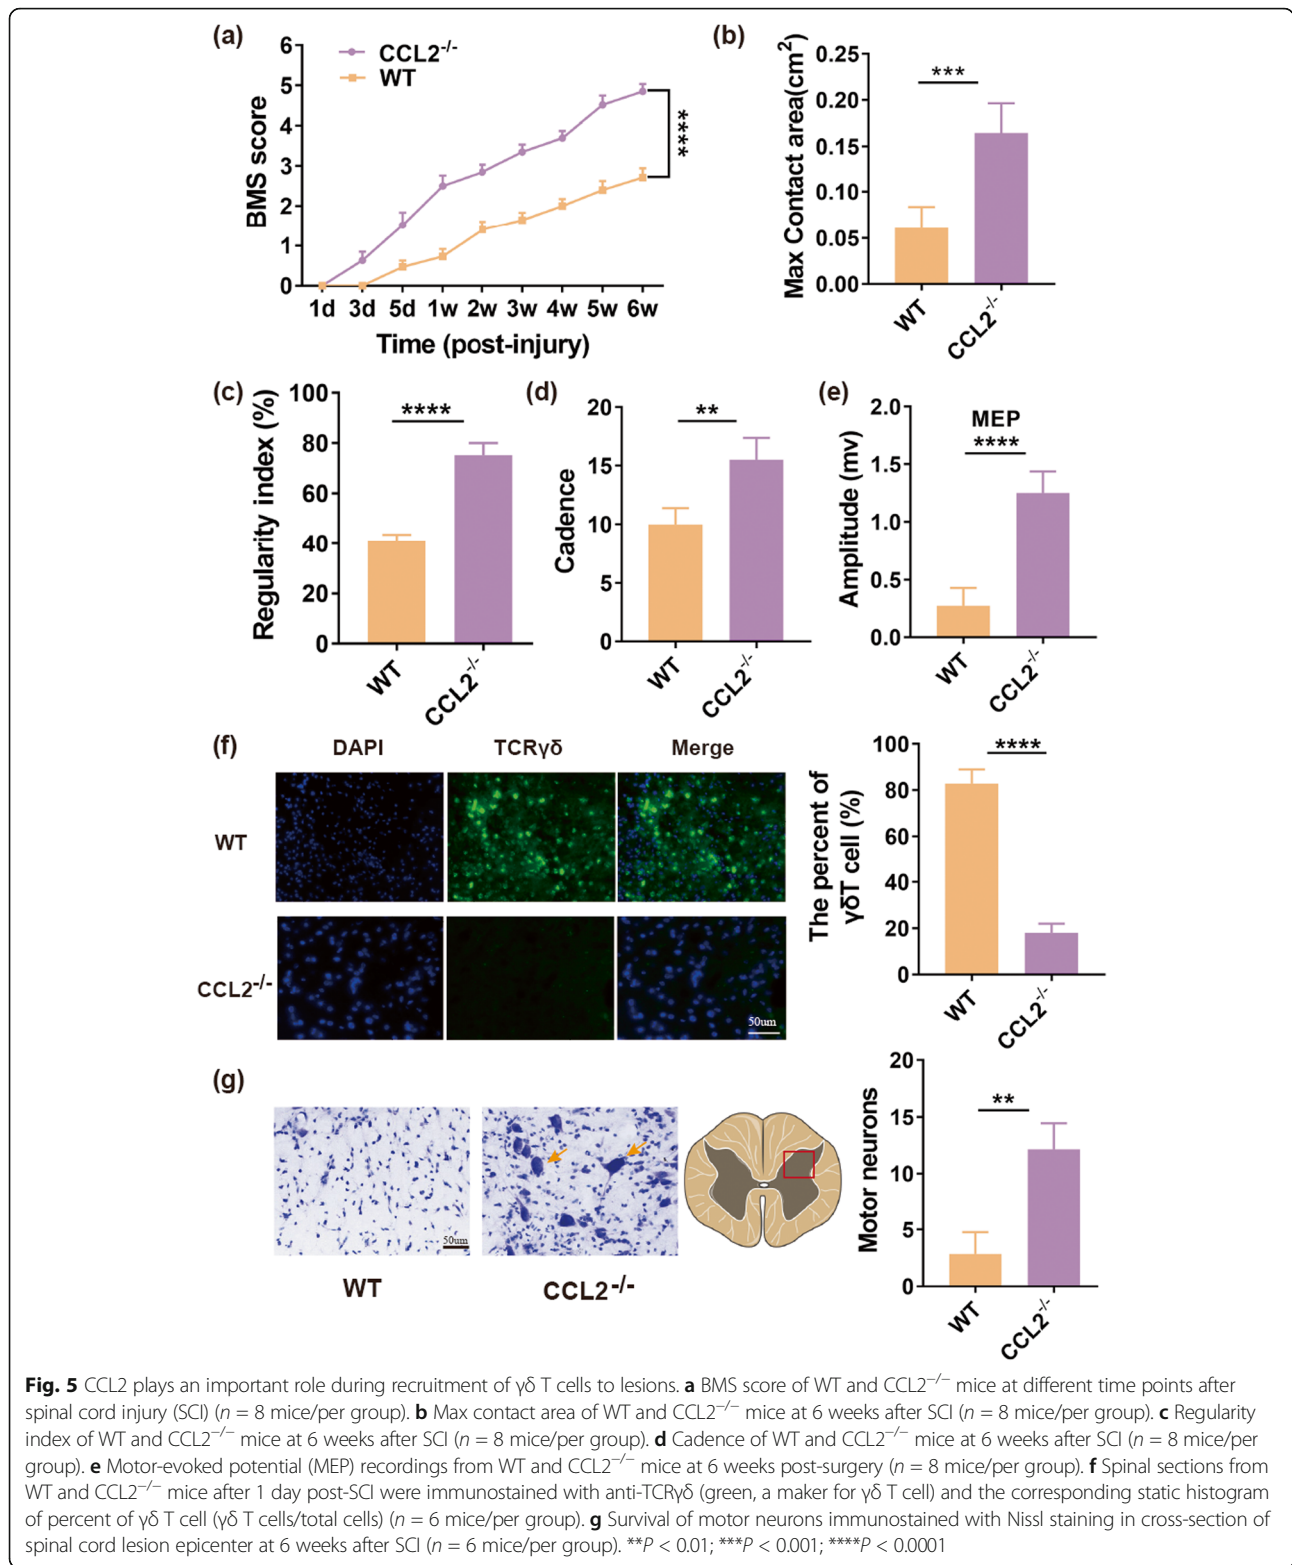 (a)
6
5
4
3
2
1
0
BMS score
CCL2-/-
WT
****
1d 3d 5d 1w 2w 3w 4w 5w 6w
Time (post-injury)
(b)
0.25
0.20
0.15
0.10
0.05
0.00
Max Contact area(cm2)
***
WT
CCL2-/-
(c)
100
80
60
40
20
0
Regularity index (%)
****
WT
CCL2-/-
(d)
20
15
10
5
0
Cadence
**
WT
CCL2-/-
(e)
2.0
1.5
1.0
0.5
0.0
Amplitude (mv)
MEP
****
WT
CCL2-/-
(f)
DAPI TCRγδ Merge
WT
CCL2-/-
50um
100
80
60
40
20
0
The percent of
γδT cell (%)
****
WT
CCL2-/-
(g)
50um
WT
CCL2-/-
20
15
10
5
0
Motor neurons
**
WT
CCL2-/-
Fig. 5 CCL2 plays an important role during recruitment of γδ T cells to lesions. a BMS score of WT and CCL2−/− mice at different time points after
spinal cord injury (SCI) (n = 8 mice/per group). b Max contact area of WT and CCL2−/− mice at 6 weeks after SCI (n = 8 mice/per group). c Regularity
index of WT and CCL2−/− mice at 6 weeks after SCI (n = 8 mice/per group). d Cadence of WT and CCL2−/− mice at 6 weeks after SCI (n = 8 mice/per
group). e Motor-evoked potential (MEP) recordings from WT and CCL2−/− mice at 6 weeks post-surgery (n = 8 mice/per group). f Spinal sections from
WT and CCL2−/− mice after 1 day post-SCI were immunostained with anti-TCRγδ (green, a maker for γδ T cell) and the corresponding static histogram
of percent of γδ T cell (γδ T cells/total cells) (n = 6 mice/per group). g Survival of motor neurons immunostained with Nissl staining in cross-section of
spinal cord lesion epicenter at 6 weeks after SCI (n = 6 mice/per group). **P < 0.01; ***P < 0.001; ****P < 0.0001